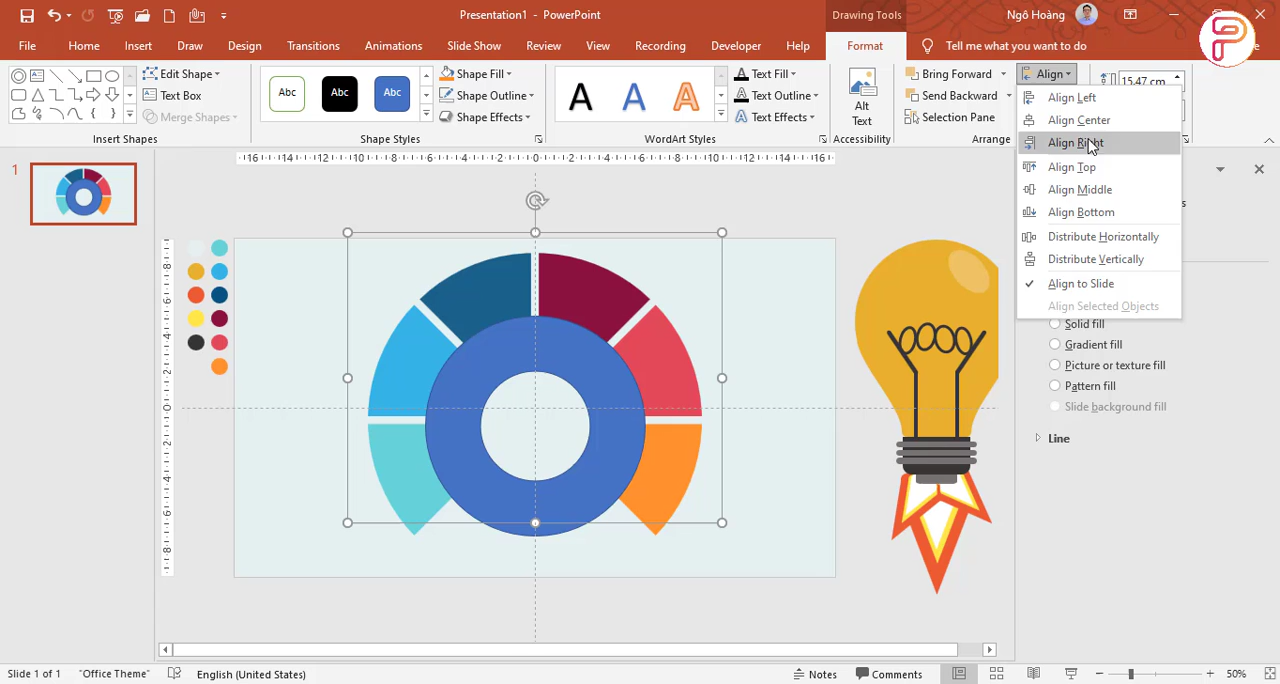 Presentation1 - PowerPoint
Drawing Tools
Ngô Hoàng
File
Home
Insert
Draw
Design
Transitions
Animations
Slide Show
Review
View
Recording
Developer
Help
Format
Tell me what you want to do
Edit Shape
Text Box
Merge Shapes
Insert Shapes
Abc
Abc
Abc
Shape Fill
Shape Outline
Shape Effects
Shape Styles
A
A
A
Text Fill
Text Outline
Text Effects
WordArt Styles
Alt
Text
Accessibility
Bring Forward
Send Backward
Selection Pane
Arrange
Align
15.47 cm
Align Left
Align Center
Align Right
Align Top
Align Middle
Align Bottom
Distribute Horizontally
Distribute Vertically
Align to Slide
Align Selected Objects
1
Solid fill
Gradient fill
Picture or texture fill
Pattern fill
Slide background fill
Line
Slide 1 of 1
"Office Theme"
English (United States)
Notes
Comments
50%